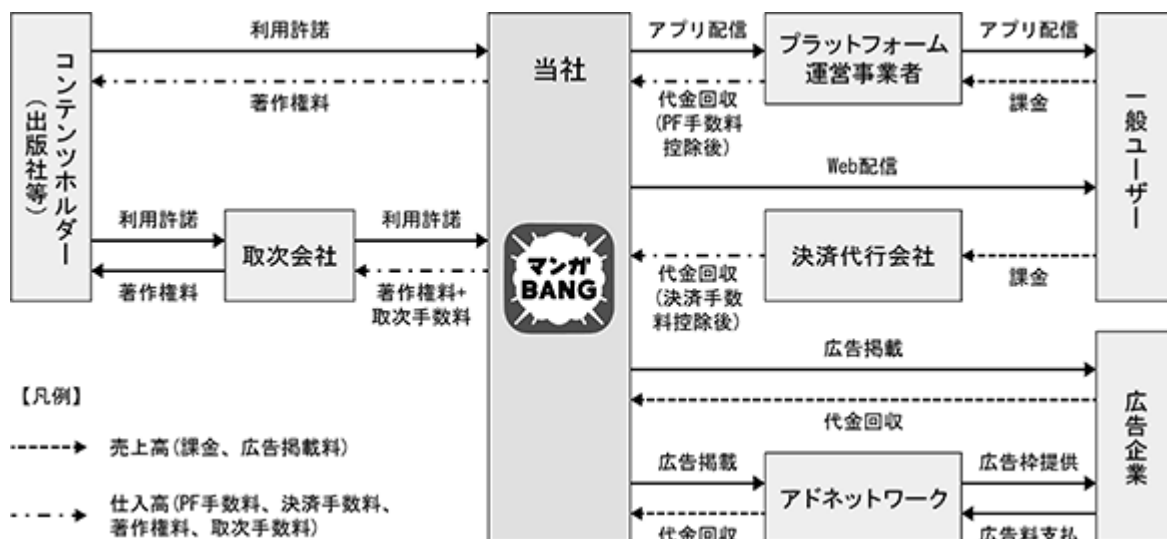 コンテンツホルダー
(出版社等)
利用許諾
著作権料
利用許諾
著作権料
取次会社
利用許諾
著作権料+
取次手数料
当社
マンガ
BANG
アプリ配信
代金回収
(PF手数料
控除後)
プラットフォーム
運営事業者
アプリ配信
課金
一般ユーザー
Web配信
代金回収
(決済手数
料控除後)
決済代行会社
課金
広告掲載
代金回収
広告企業
広告掲載
代金回収
アドネットワーク
広告枠提供
広告料支払
【凡例】
売上高(課金、広告掲載料)
仕入高(PF手数料、決済手数料、
著作権料、取次手数料)